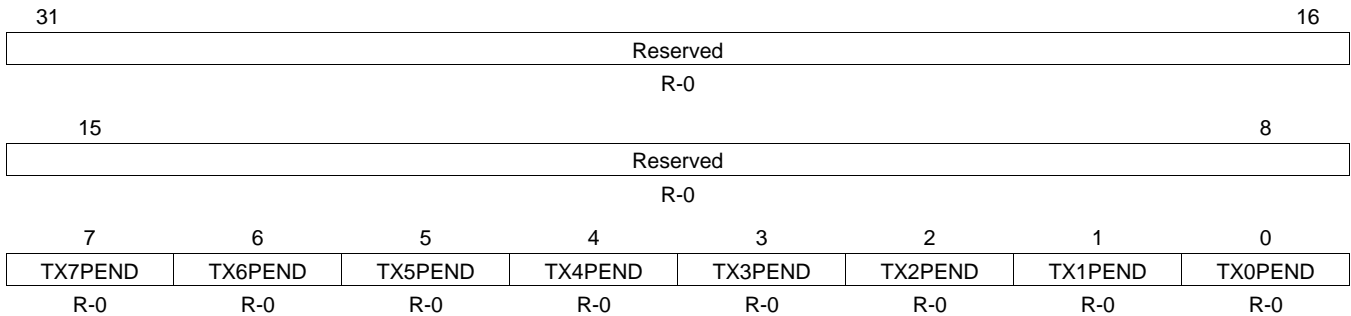 31 16
Reserved
R-0
15 8
Reserved
R-0
7 6 5 4 3 2 1 0
TX7PEND TX6PEND TX5PEND TX4PEND TX3PEND TX2PEND TX1PEND TX0PEND
R-0 R-0 R-0 R-0 R-0 R-0 R-0 R-0